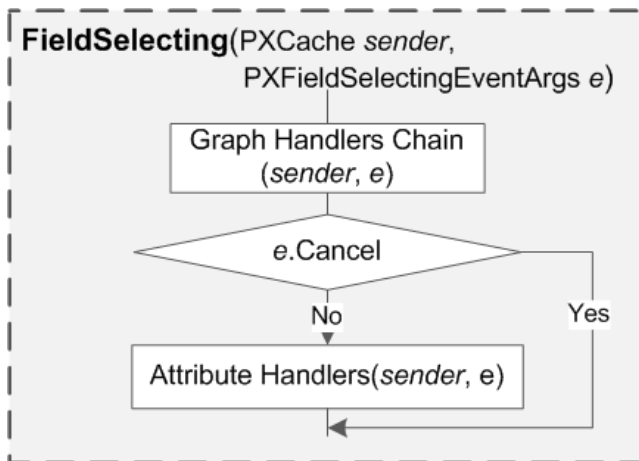 FieldSelecting(PXCache sender,
PXFieldSelectingEventArgs e)
Graph Handlers Chain
(sender, e)
e.Cancel
No
Yes
Attribute Handlers(sender, e)